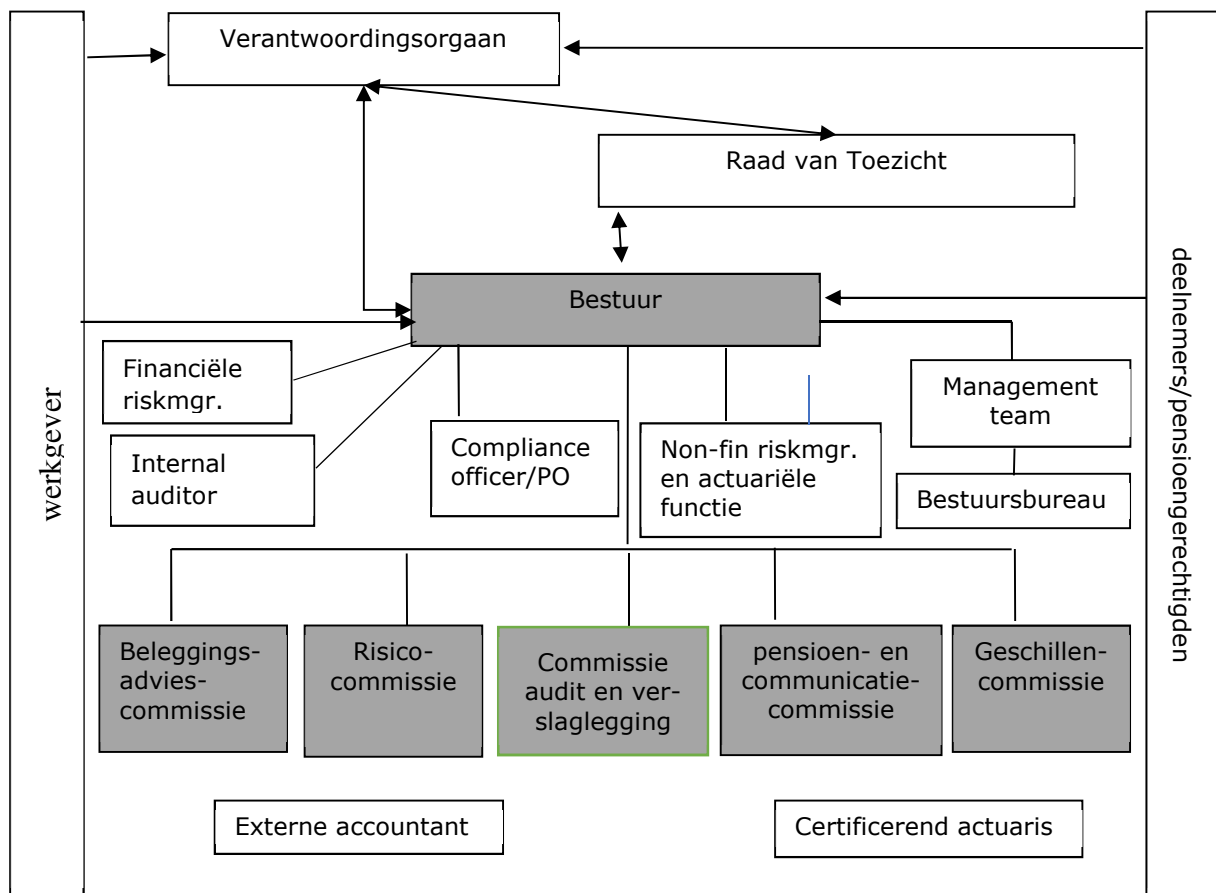 Verantwoordingsorgaan
Raad van Toezicht
Bestuur
werkgever
deelnemers/pensioengerechtigden
Financiële
riskmgr.
Internal
auditor
Compliance
officer/PO
Non-fin riskmgr.
en actuariële
functie
Management
team
Bestuursbureau
Beleggings-
advies-
commissie
Risico-
commissie
Commissie
audit en ver-
slaglegging
pensioen- en
communicatie-
commissie
Geschillen-
commissie
Externe accountant
Certificerend actuaris